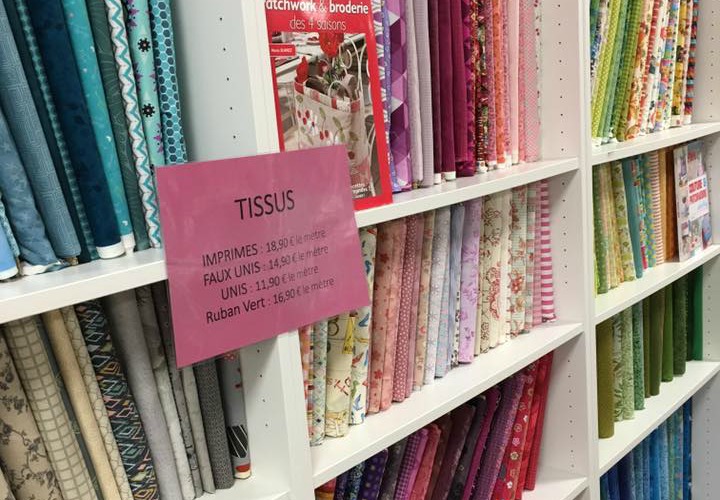 atchwork & broderie
des 4 saisons
TISSUS
IMPRIMES : 18,90 € le mètre
FAUX UNIS : 14,90 € le mètre
UNIS : 11,90 € le mètre
Ruban Vert : 16,90 € le mètre